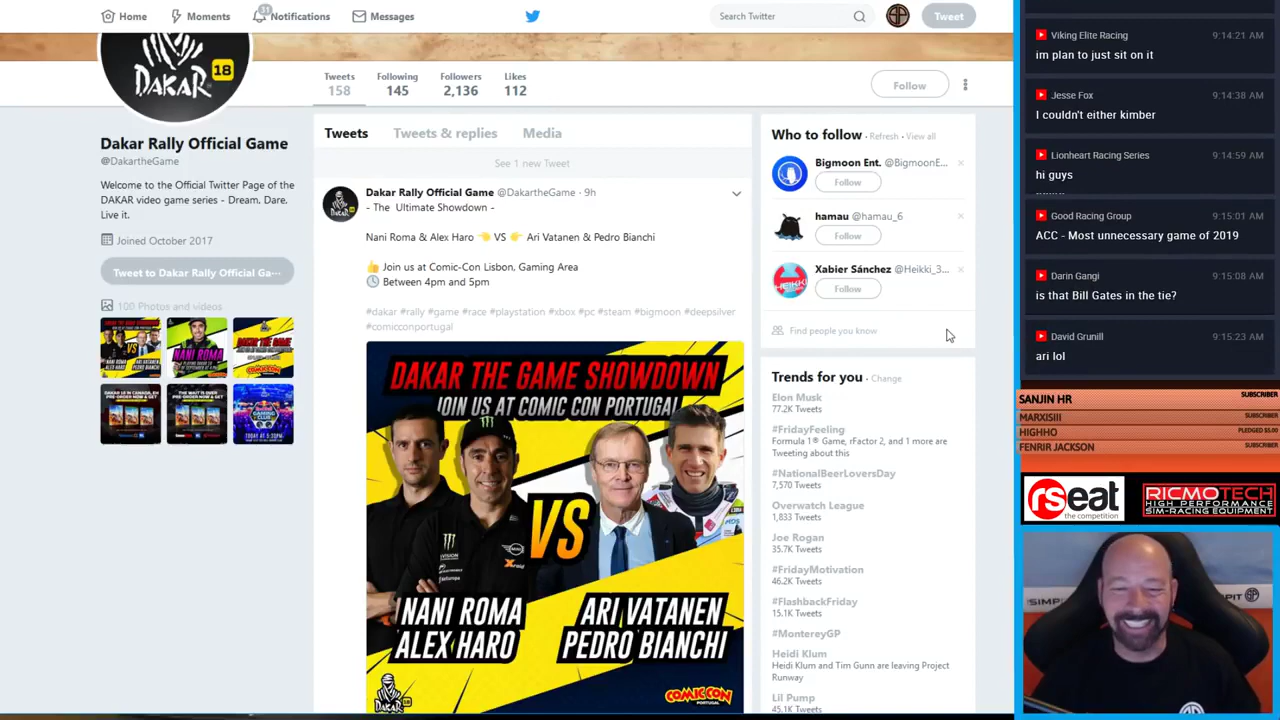 Home
Moments
11
Notifications
Messages
Search Twitter
Tweet
DAKAR 18
Tweets
158
Following
145
Followers
2,136
Likes
112
Follow
Dakar Rally Official Game
@DakartheGame
Welcome to the Official Twitter Page of the
DAKAR video game series - Dream, Dare,
Live it.
Joined October 2017
Tweet to Dakar Rally Official Ga···
100 Photos and videos
Tweets
Tweets & replies
Media
See 1 new Tweet
Dakar Rally Official Game @DakartheGame · 9h
- The Ultimate Showdown -
Nani Roma & Alex Haro 👈 VS 👉 Ari Vatanen & Pedro Bianchi
👍 Join us at Comic-Con Lisbon, Gaming Area
🕓 Between 4pm and 5pm
#dakar #rally #game #race #playstation #xbox #pc #steam #bigmoon #deepsilver
#comicconportugal
DAKAR THE GAME SHOWDOWN
JOIN US AT COMIC CON PORTUGAL
VS
NANI ROMA
ALEX HARO
ARI VATANEN
PEDRO BIANCHI
DAKAR 18
COMIC CON
PORTUGAL
Who to follow · Refresh · View all
Bigmoon Ent. @BigmoonE...
Follow
hamau @hamau_6
Follow
Xabier Sánchez @Heikki_3...
Follow
Find people you know
Trends for you · Change
Elon Musk
77.2K Tweets
#FridayFeeling
Formula 1® Game, rFactor 2, and 1 more are
Tweeting about this
#NationalBeerLoversDay
7,570 Tweets
Overwatch League
1,833 Tweets
Joe Rogan
35.7K Tweets
#FridayMotivation
46.2K Tweets
#FlashbackFriday
15.1K Tweets
#MontereyGP
Heidi Klum
Heidi Klum and Tim Gunn are leaving Project
Runway
Lil Pump
45.1K Tweets
Viking Elite Racing 9:14:21 AM
im plan to just sit on it
Jesse Fox 9:14:38 AM
I couldn't either kimber
Lionheart Racing Series 9:14:59 AM
hi guys
Good Racing Group 9:15:01 AM
ACC - Most unnecessary game of 2019
Darin Gangi 9:15:08 AM
is that Bill Gates in the tie?
David Grunill 9:15:23 AM
ari lol
SANJIN HR SUBSCRIBER
MARXISIII SUBSCRIBER
HIGHHO PLEDGED $5.00
FENRIR JACKSON SUBSCRIBER
rseat
the competition
RICMOTECH
HIGH PERFORMANCE
SIM-RACING EQUIPMENT